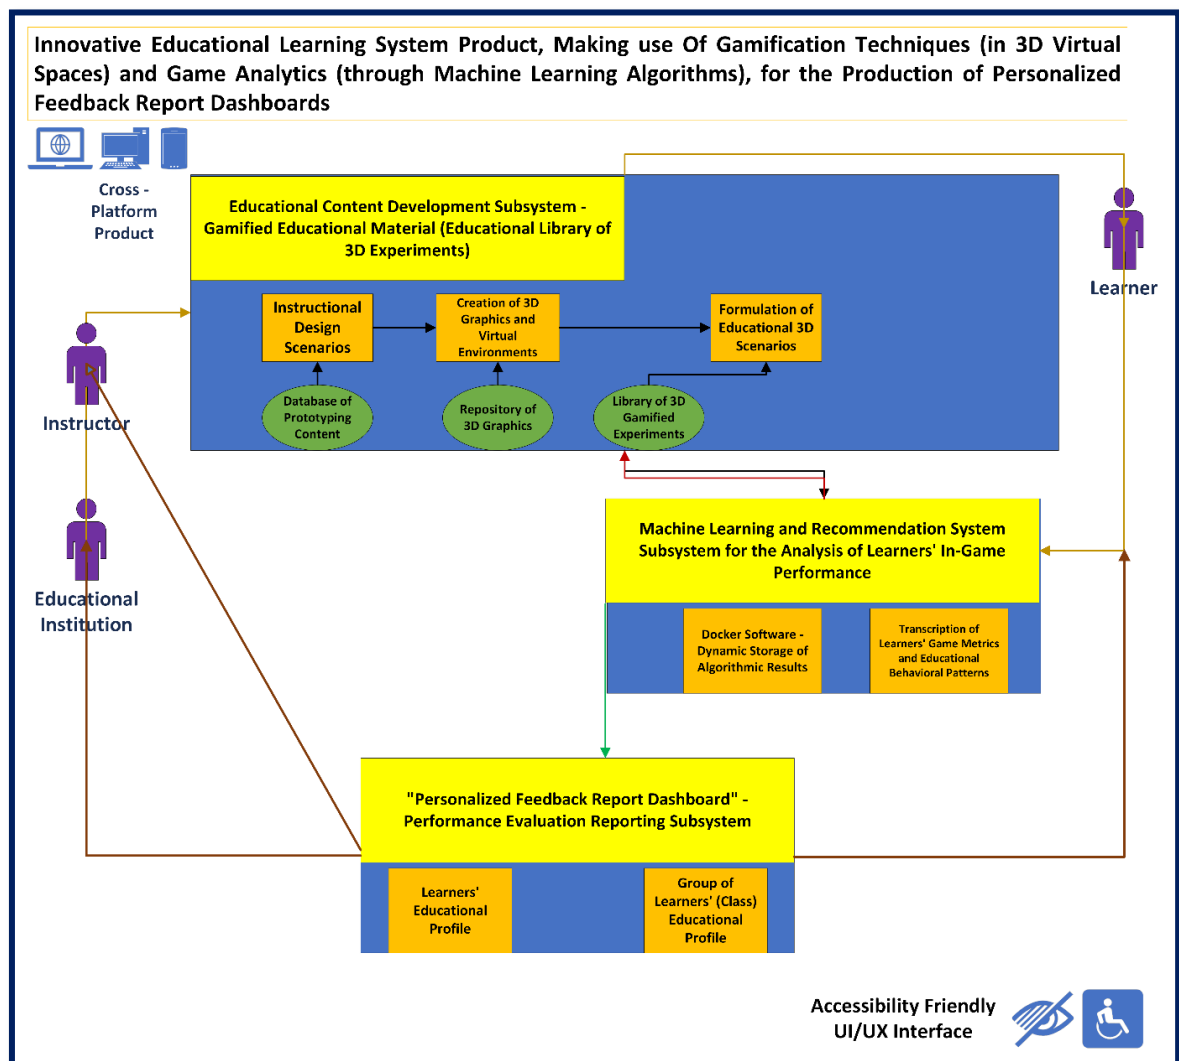 Innovative Educational Learning System Product, Making use Of Gamification Techniques (in 3D Virtual
Spaces) and Game Analytics (through Machine Learning Algorithms), for the Production of Personalized
Feedback Report Dashboards
Cross -
Platform
Product
Educational Content Development Subsystem -
Gamified Educational Material (Educational Library of
3D Experiments)
Learner
Instructional
Design
Scenarios
Creation of 3D
Graphics and
Virtual
Environments
Formulation of
Educational 3D
Scenarios
Database of
Prototyping
Content
Repository of
3D Graphics
Library of 3D
Gamified
Experiments
Instructor
Educational
Institution
Machine Learning and Recommendation System
Subsystem for the Analysis of Learners' In-Game
Performance
Docker Software -
Dynamic Storage of
Algorithmic Results
Transcription of
Learners' Game Metrics
and Educational
Behavioral Patterns
"Personalized Feedback Report Dashboard" -
Performance Evaluation Reporting Subsystem
Learners'
Educational
Profile
Group of
Learners' (Class)
Educational
Profile
Accessibility Friendly
UI/UX Interface